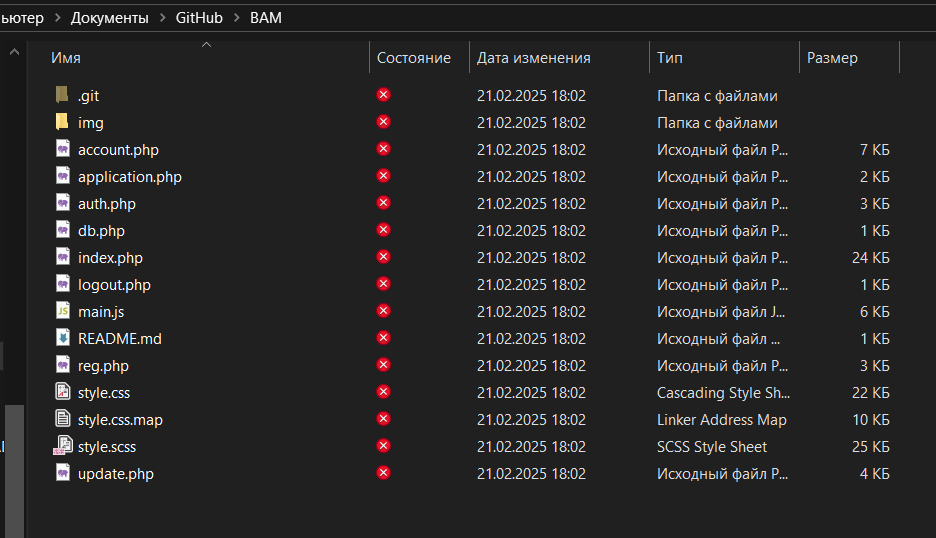 ьютер > Документы > GitHub > BAM
Имя Состояние Дата изменения Тип Размер
.git 21.02.2025 18:02 Папка с файлами
img 21.02.2025 18:02 Папка с файлами
account.php 21.02.2025 18:02 Исходный файл P... 7 КБ
application.php 21.02.2025 18:02 Исходный файл P... 2 КБ
auth.php 21.02.2025 18:02 Исходный файл P... 3 КБ
db.php 21.02.2025 18:02 Исходный файл P... 1 КБ
index.php 21.02.2025 18:02 Исходный файл P... 24 КБ
logout.php 21.02.2025 18:02 Исходный файл P... 1 КБ
main.js 21.02.2025 18:02 Исходный файл J... 6 КБ
README.md 21.02.2025 18:02 Исходный файл ... 1 КБ
reg.php 21.02.2025 18:02 Исходный файл P... 3 КБ
style.css 21.02.2025 18:02 Cascading Style Sh... 22 КБ
style.css.map 21.02.2025 18:02 Linker Address Map 10 КБ
style.scss 21.02.2025 18:02 SCSS Style Sheet 25 КБ
update.php 21.02.2025 18:02 Исходный файл P... 4 КБ